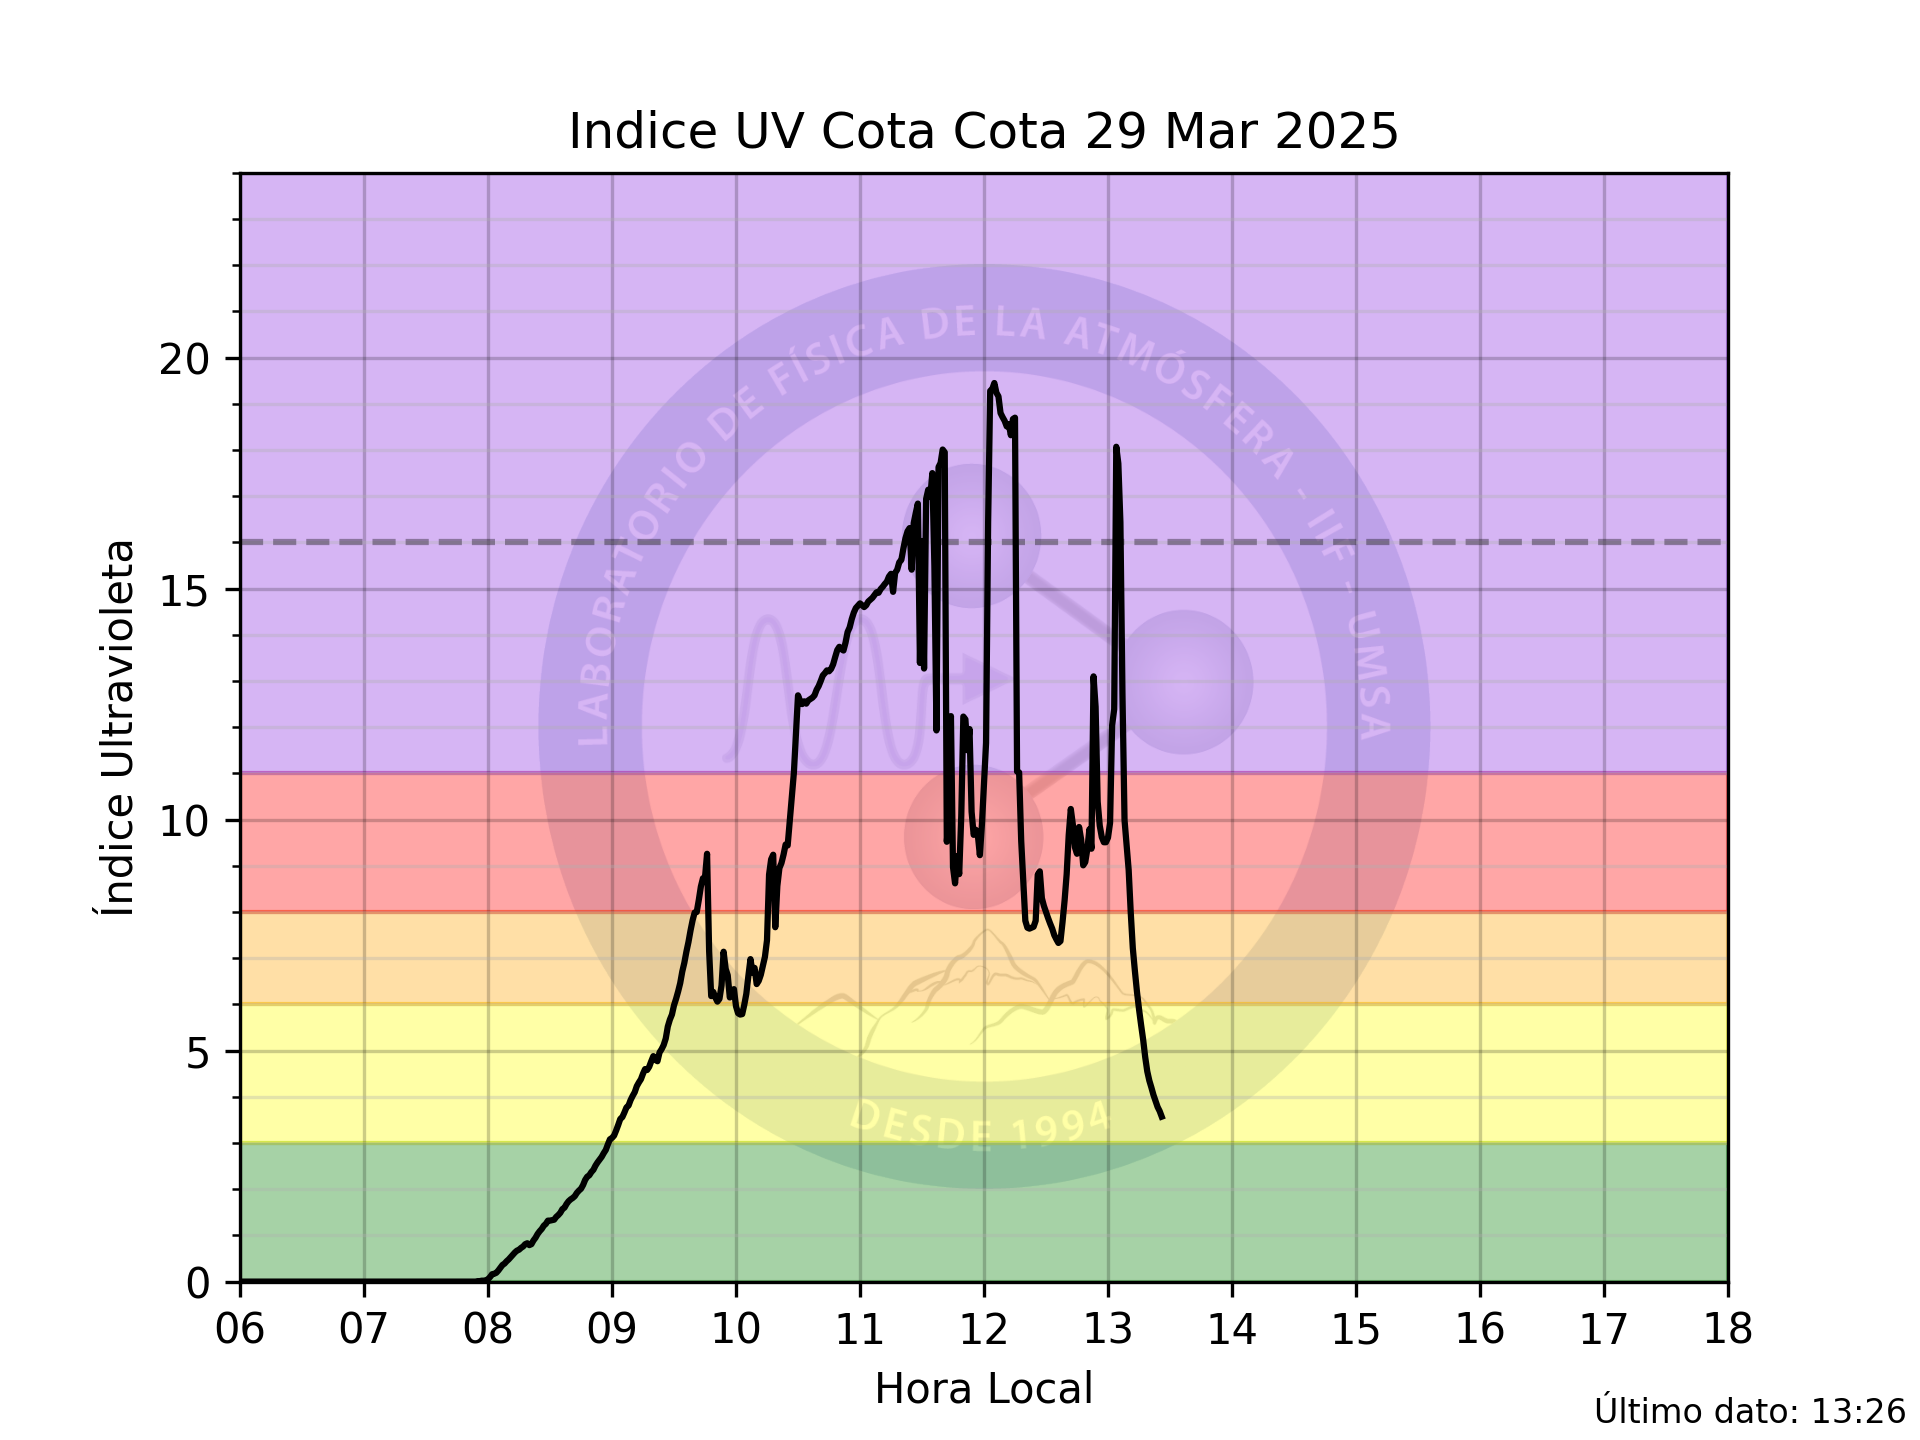 Indice UV Cota Cota 29 Mar 2025
LABORATORIO DE FÍSICA DE LA ATMÓSFERA - IIF - UMSA
DESDE 1994
Índice Ultravioleta
20
15
10
5
0
06 07 08 09 10 11 12 13 14 15 16 17 18
Hora Local
Último dato: 13:26